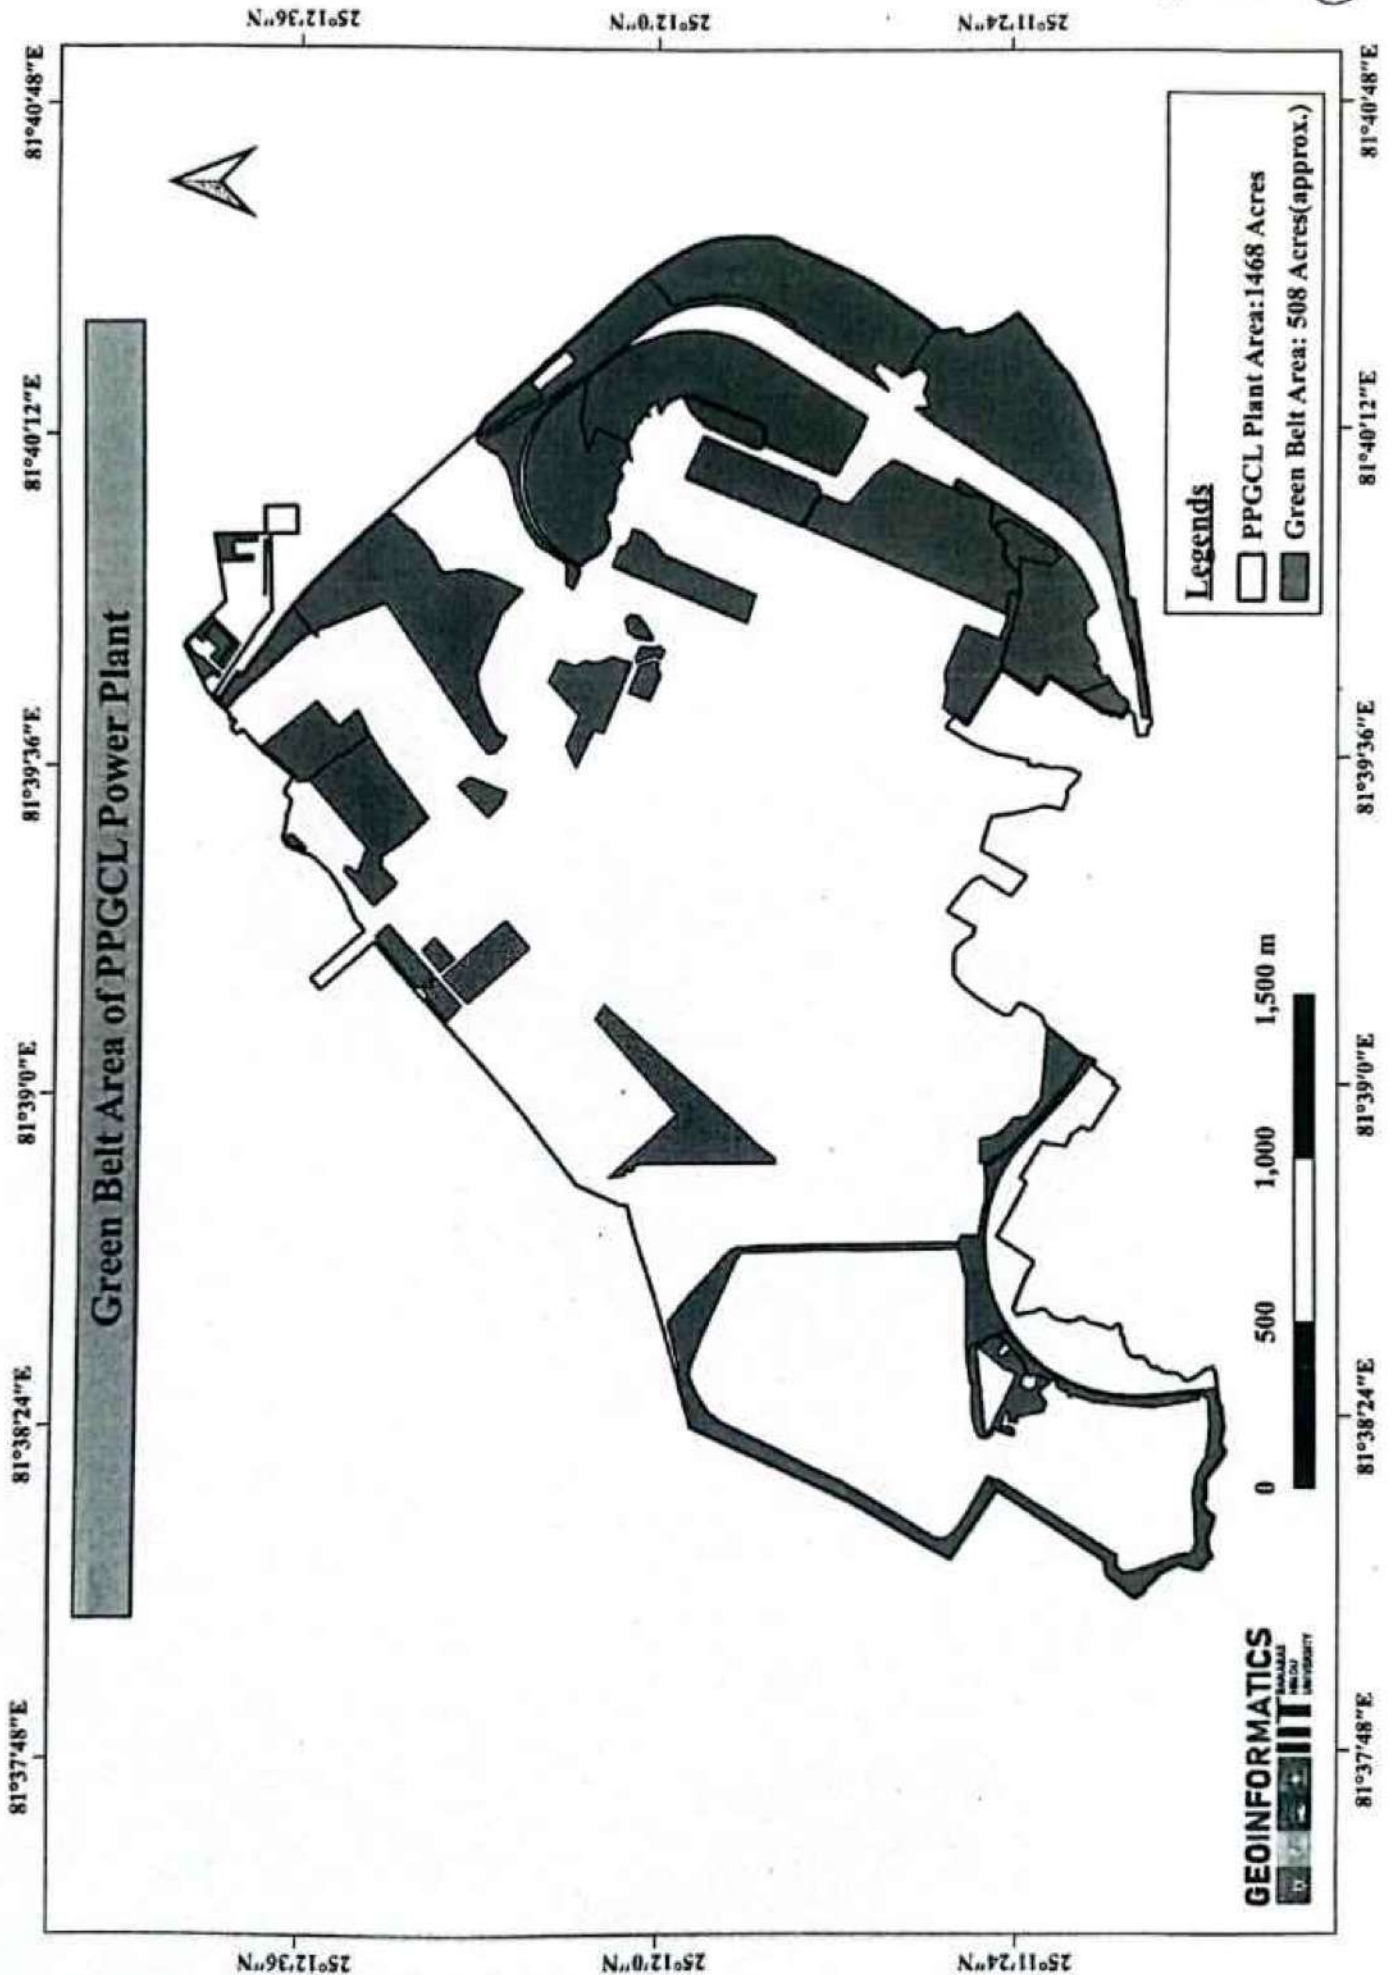 Green Belt Area of PPGCL Power Plant
81°37'48"E
81°38'24"E
81°39'0"E
81°39'36"E
81°40'12"E
81°40'48"E
25°12'36"N
25°12'36"N
25°12'0"N
25°12'0"N
25°11'24"N
25°11'24"N
Legends
PPGCL Plant Area:1468 Acres
Green Belt Area: 508 Acres(approx.)
0 500 1,000 1,500 m
GEOINFORMATICS
BANARAS
HINDU
UNIVERSITY
81°37'48"E
81°38'24"E
81°39'0"E
81°39'36"E
81°40'12"E
81°40'48"E